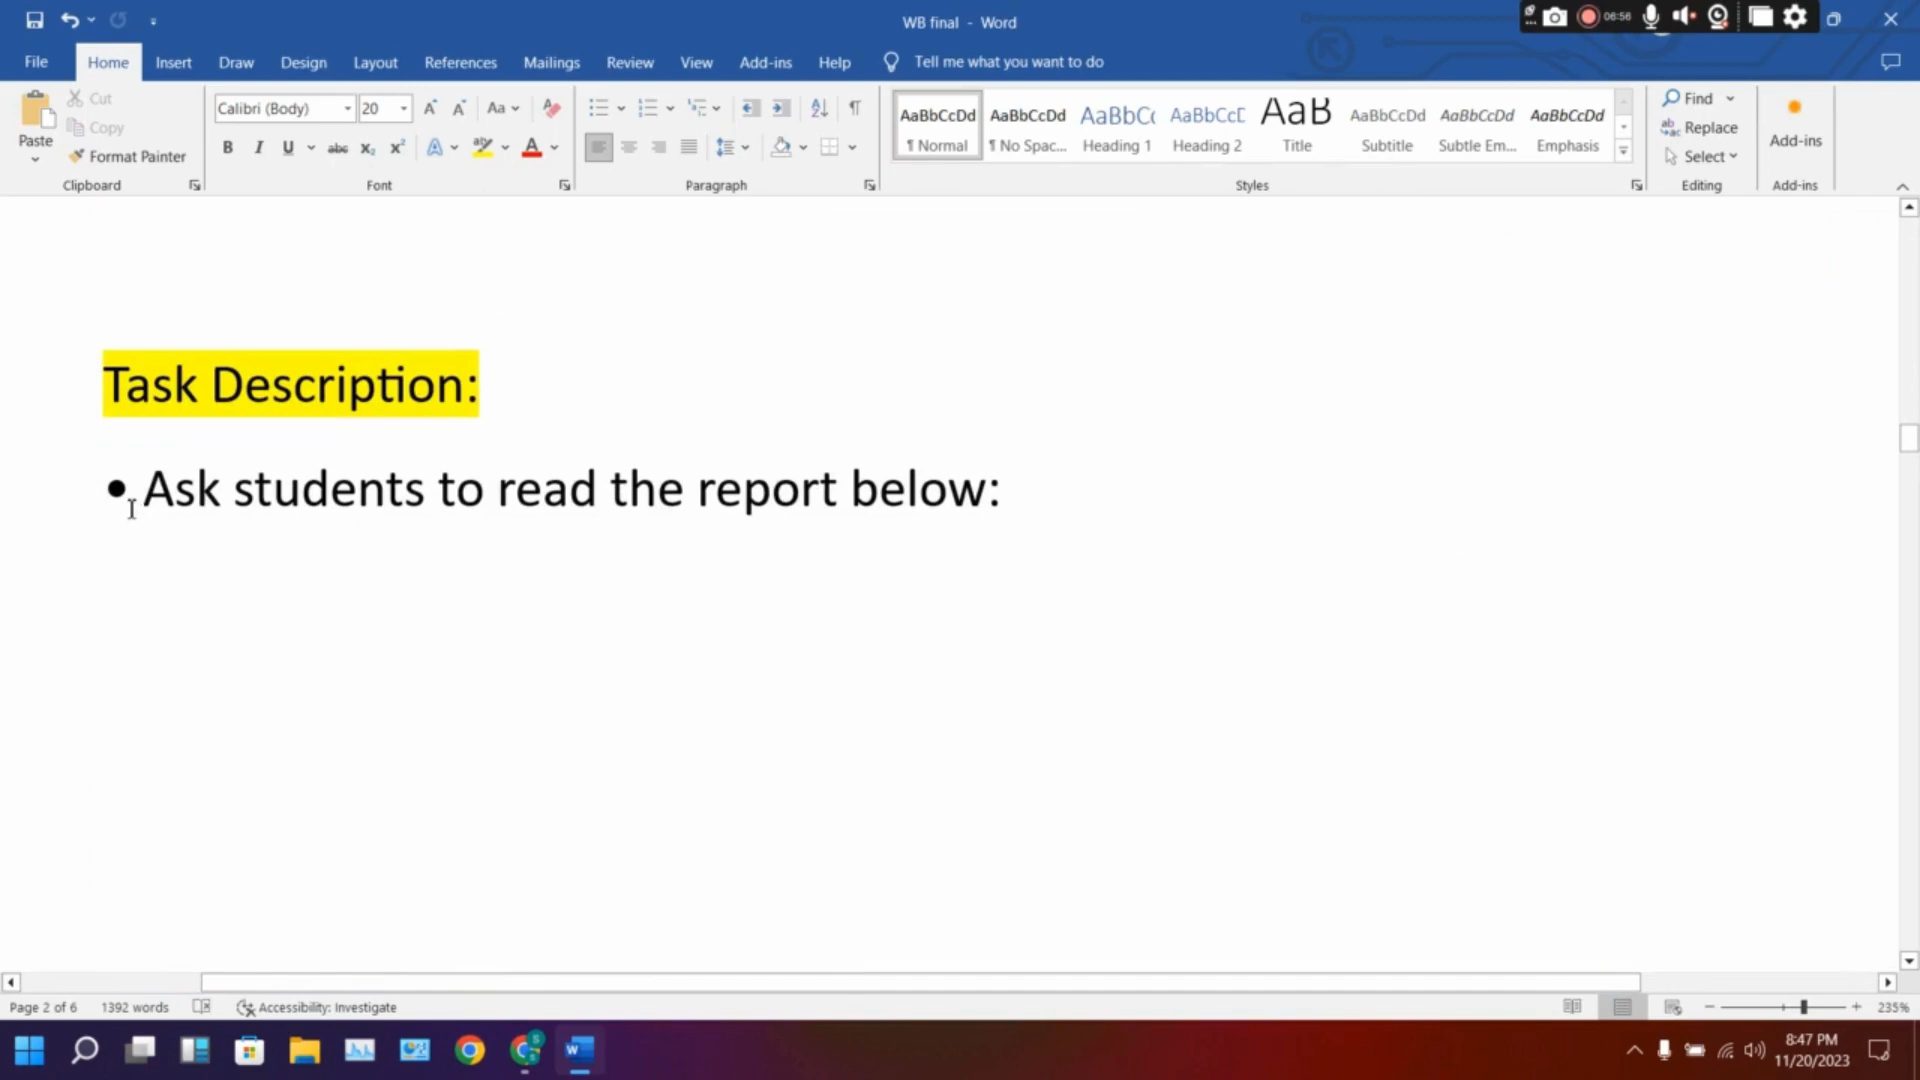 WB final - Word
06:56
File Home Insert Draw Design Layout References Mailings Review View Add-ins Help Tell me what you want to do
Paste
Cut
Copy
Format Painter
Clipboard
Calibri (Body) 20
Font
Paragraph
AaBbCcDd AaBbCcDd AaBbC( AaBbCcE AaB AaBbCcDd AaBbCcDd AaBbCcDd
¶ Normal ¶ No Spac... Heading 1 Heading 2 Title Subtitle Subtle Em... Emphasis
Styles
Find
Replace
Select
Editing
Add-ins
Add-ins
Task Description:
• Ask students to read the report below:
Page 2 of 6 1392 words Accessibility: Investigate 235%
8:47 PM
11/20/2023